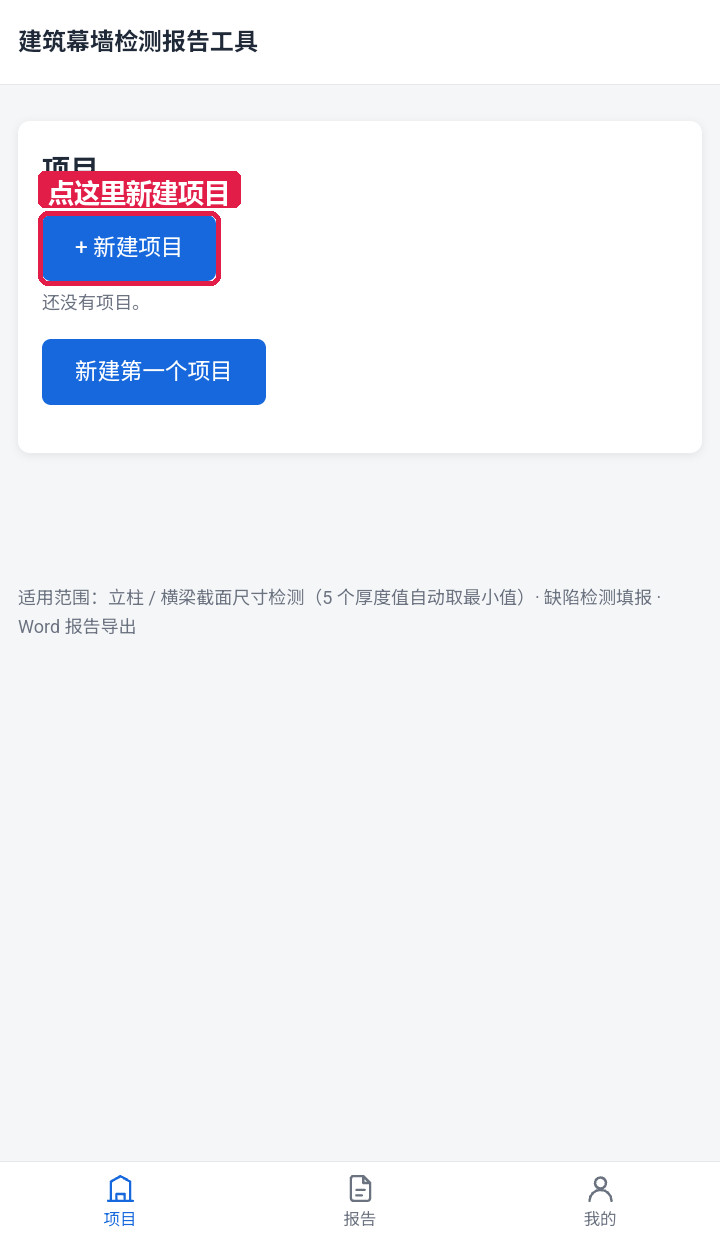 建筑幕墙检测报告工具
项目
点这里新建项目
+ 新建项目
还没有项目。
新建第一个项目
适用范围：立柱 / 横梁截面尺寸检测（5 个厚度值自动取最小值）· 缺陷检测填报 ·
Word 报告导出
项目
报告
我的